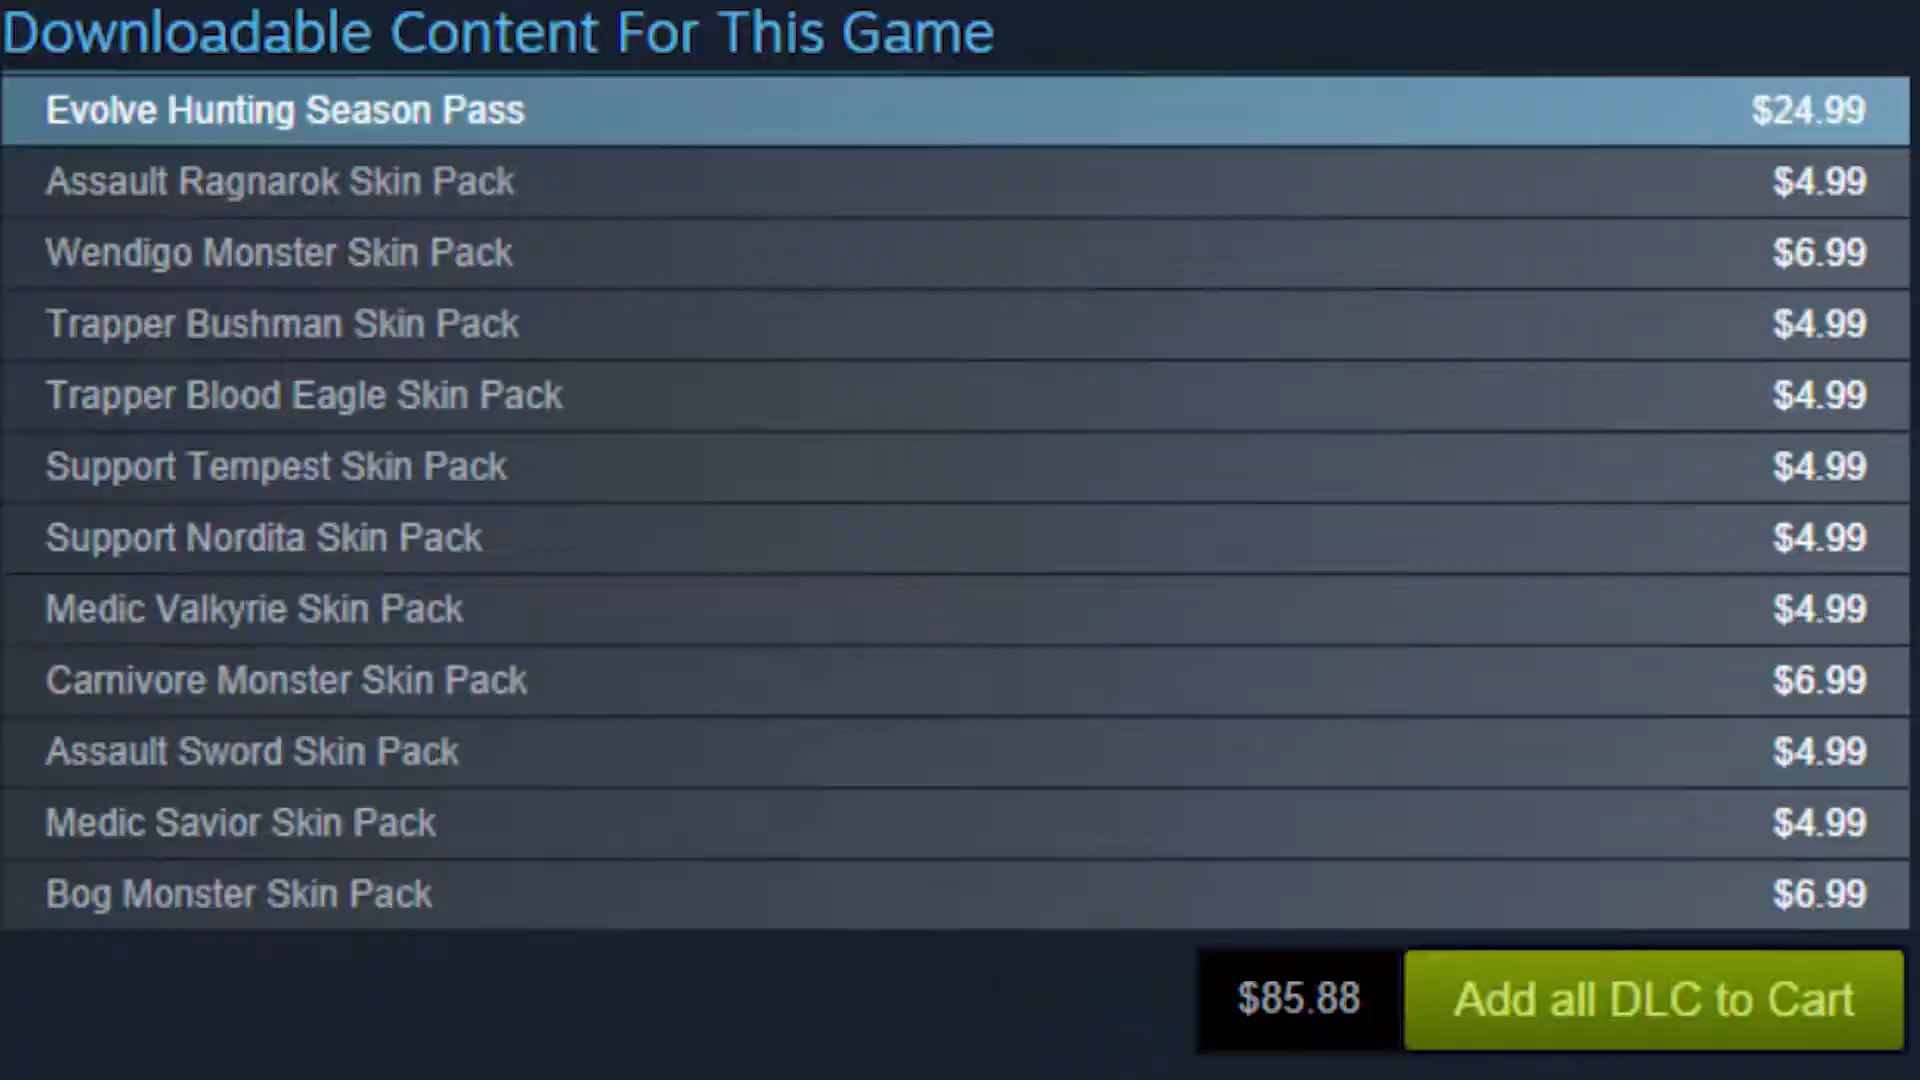 Downloadable Content For This Game
Evolve Hunting Season Pass $24.99
Assault Ragnarok Skin Pack $4.99
Wendigo Monster Skin Pack $6.99
Trapper Bushman Skin Pack $4.99
Trapper Blood Eagle Skin Pack $4.99
Support Tempest Skin Pack $4.99
Support Nordita Skin Pack $4.99
Medic Valkyrie Skin Pack $4.99
Carnivore Monster Skin Pack $6.99
Assault Sword Skin Pack $4.99
Medic Savior Skin Pack $4.99
Bog Monster Skin Pack $6.99
$85.88 Add all DLC to Cart